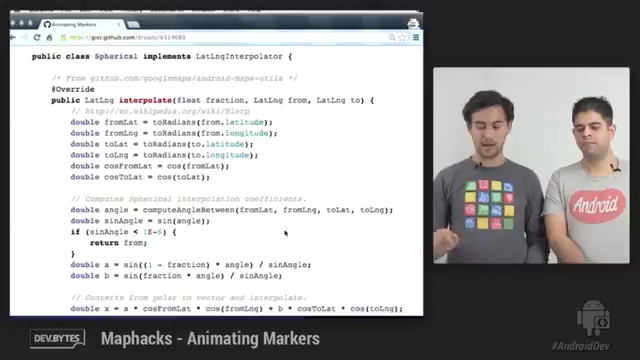 Animating Markers
https://gist.github.com/broady/6314689
public class Spherical implements LatLngInterpolator {
/* From github.com/googlemaps/android-maps-utils */
@Override
public LatLng interpolate(float fraction, LatLng from, LatLng to) {
// http://en.wikipedia.org/wiki/Slerp
double fromLat = toRadians(from.latitude);
double fromLng = toRadians(from.longitude);
double toLat = toRadians(to.latitude);
double toLng = toRadians(to.longitude);
double cosFromLat = cos(fromLat);
double cosToLat = cos(toLat);
// Computes Spherical interpolation coefficients.
double angle = computeAngleBetween(fromLat, fromLng, toLat, toLng);
double sinAngle = sin(angle);
if (sinAngle < 1E-6) {
return from;
}
double a = sin((1 - fraction) * angle) / sinAngle;
double b = sin(fraction * angle) / sinAngle;
// Converts from polar to vector and interpolate.
double x = a * cosFromLat * cos(fromLng) + b * cosToLat * cos(toLng);
Android
DEV.BYTES
Maphacks - Animating Markers
#AndroidDev